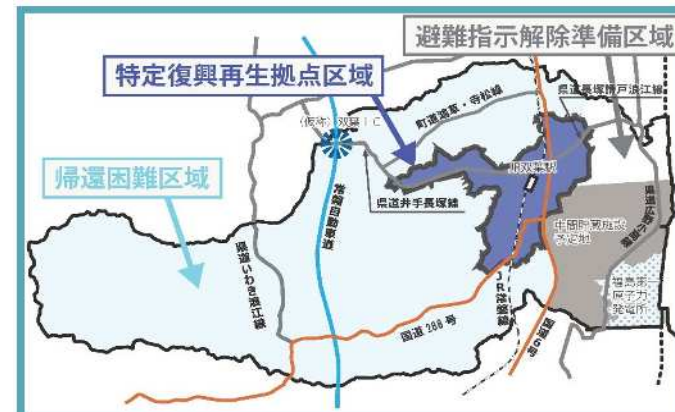 避難指示解除準備区域
特定復興再生拠点区域
県道長塚請戸浪江線
町道鴻草・寺松線
(仮称)双葉IC
JR双葉駅
帰還困難区域
県道井手長塚線
常磐自動車道
中間貯蔵施設
予定地
県道いわき浪江線
福島第一
原子力
発電所
JR常磐線
国道288号
国道6号